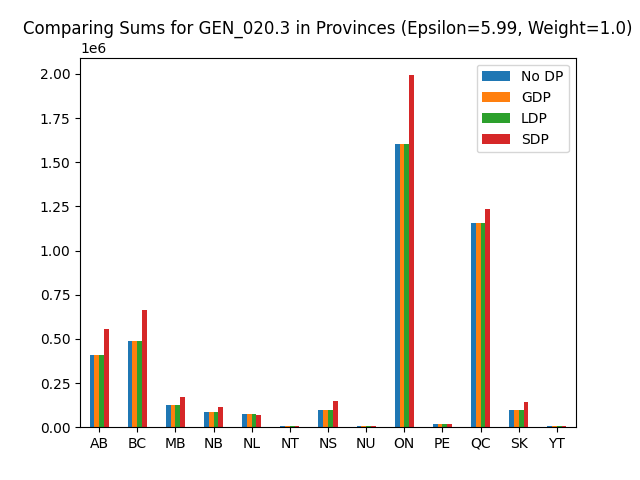 Comparing Sums for GEN_020.3 in Provinces (Epsilon=5.99, Weight=1.0)
1e6
2.00
1.75
1.50
1.25
1.00
0.75
0.50
0.25
0.00
No DP
GDP
LDP
SDP
AB BC MB NB NL NT NS NU ON PE QC SK YT